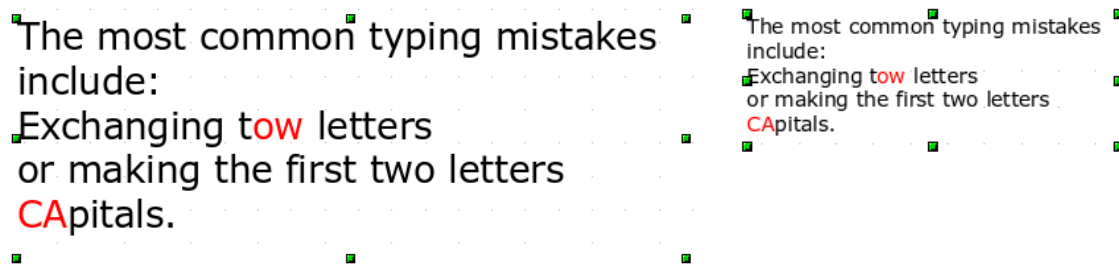 The most common typing mistakes
include:
Exchanging tow letters
or making the first two letters
CApitals.
The most common typing mistakes
include:
Exchanging tow letters
or making the first two letters
CApitals.